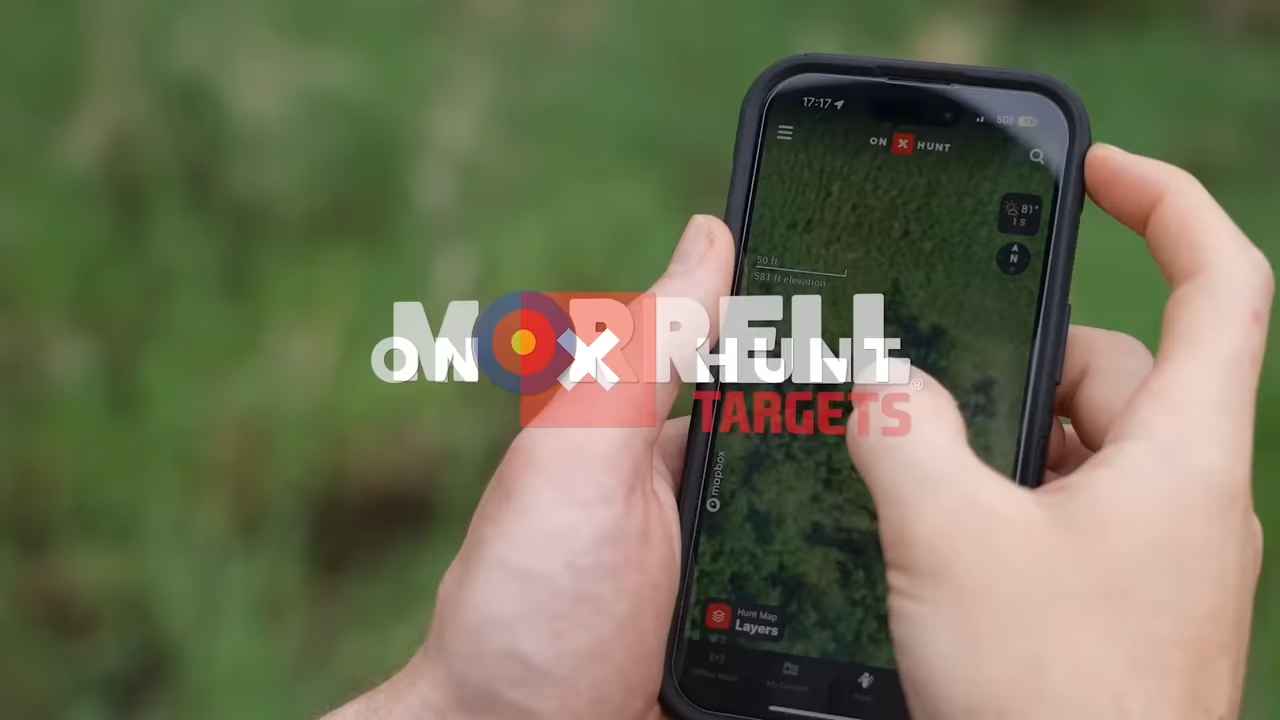 17:17
5GE
ON X HUNT
81°
1 S
N
50 ft
581 ft elevation
MORRELL®
ON X HUNT
TARGETS
mapbox
Hunt Map
Layers